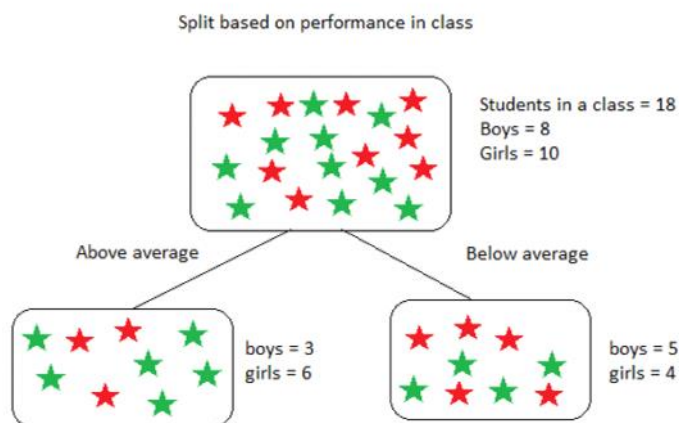 Split based on performance in class
Students in a class = 18
Boys = 8
Girls = 10
Above average
Below average
boys = 3
girls = 6
boys = 5
girls = 4